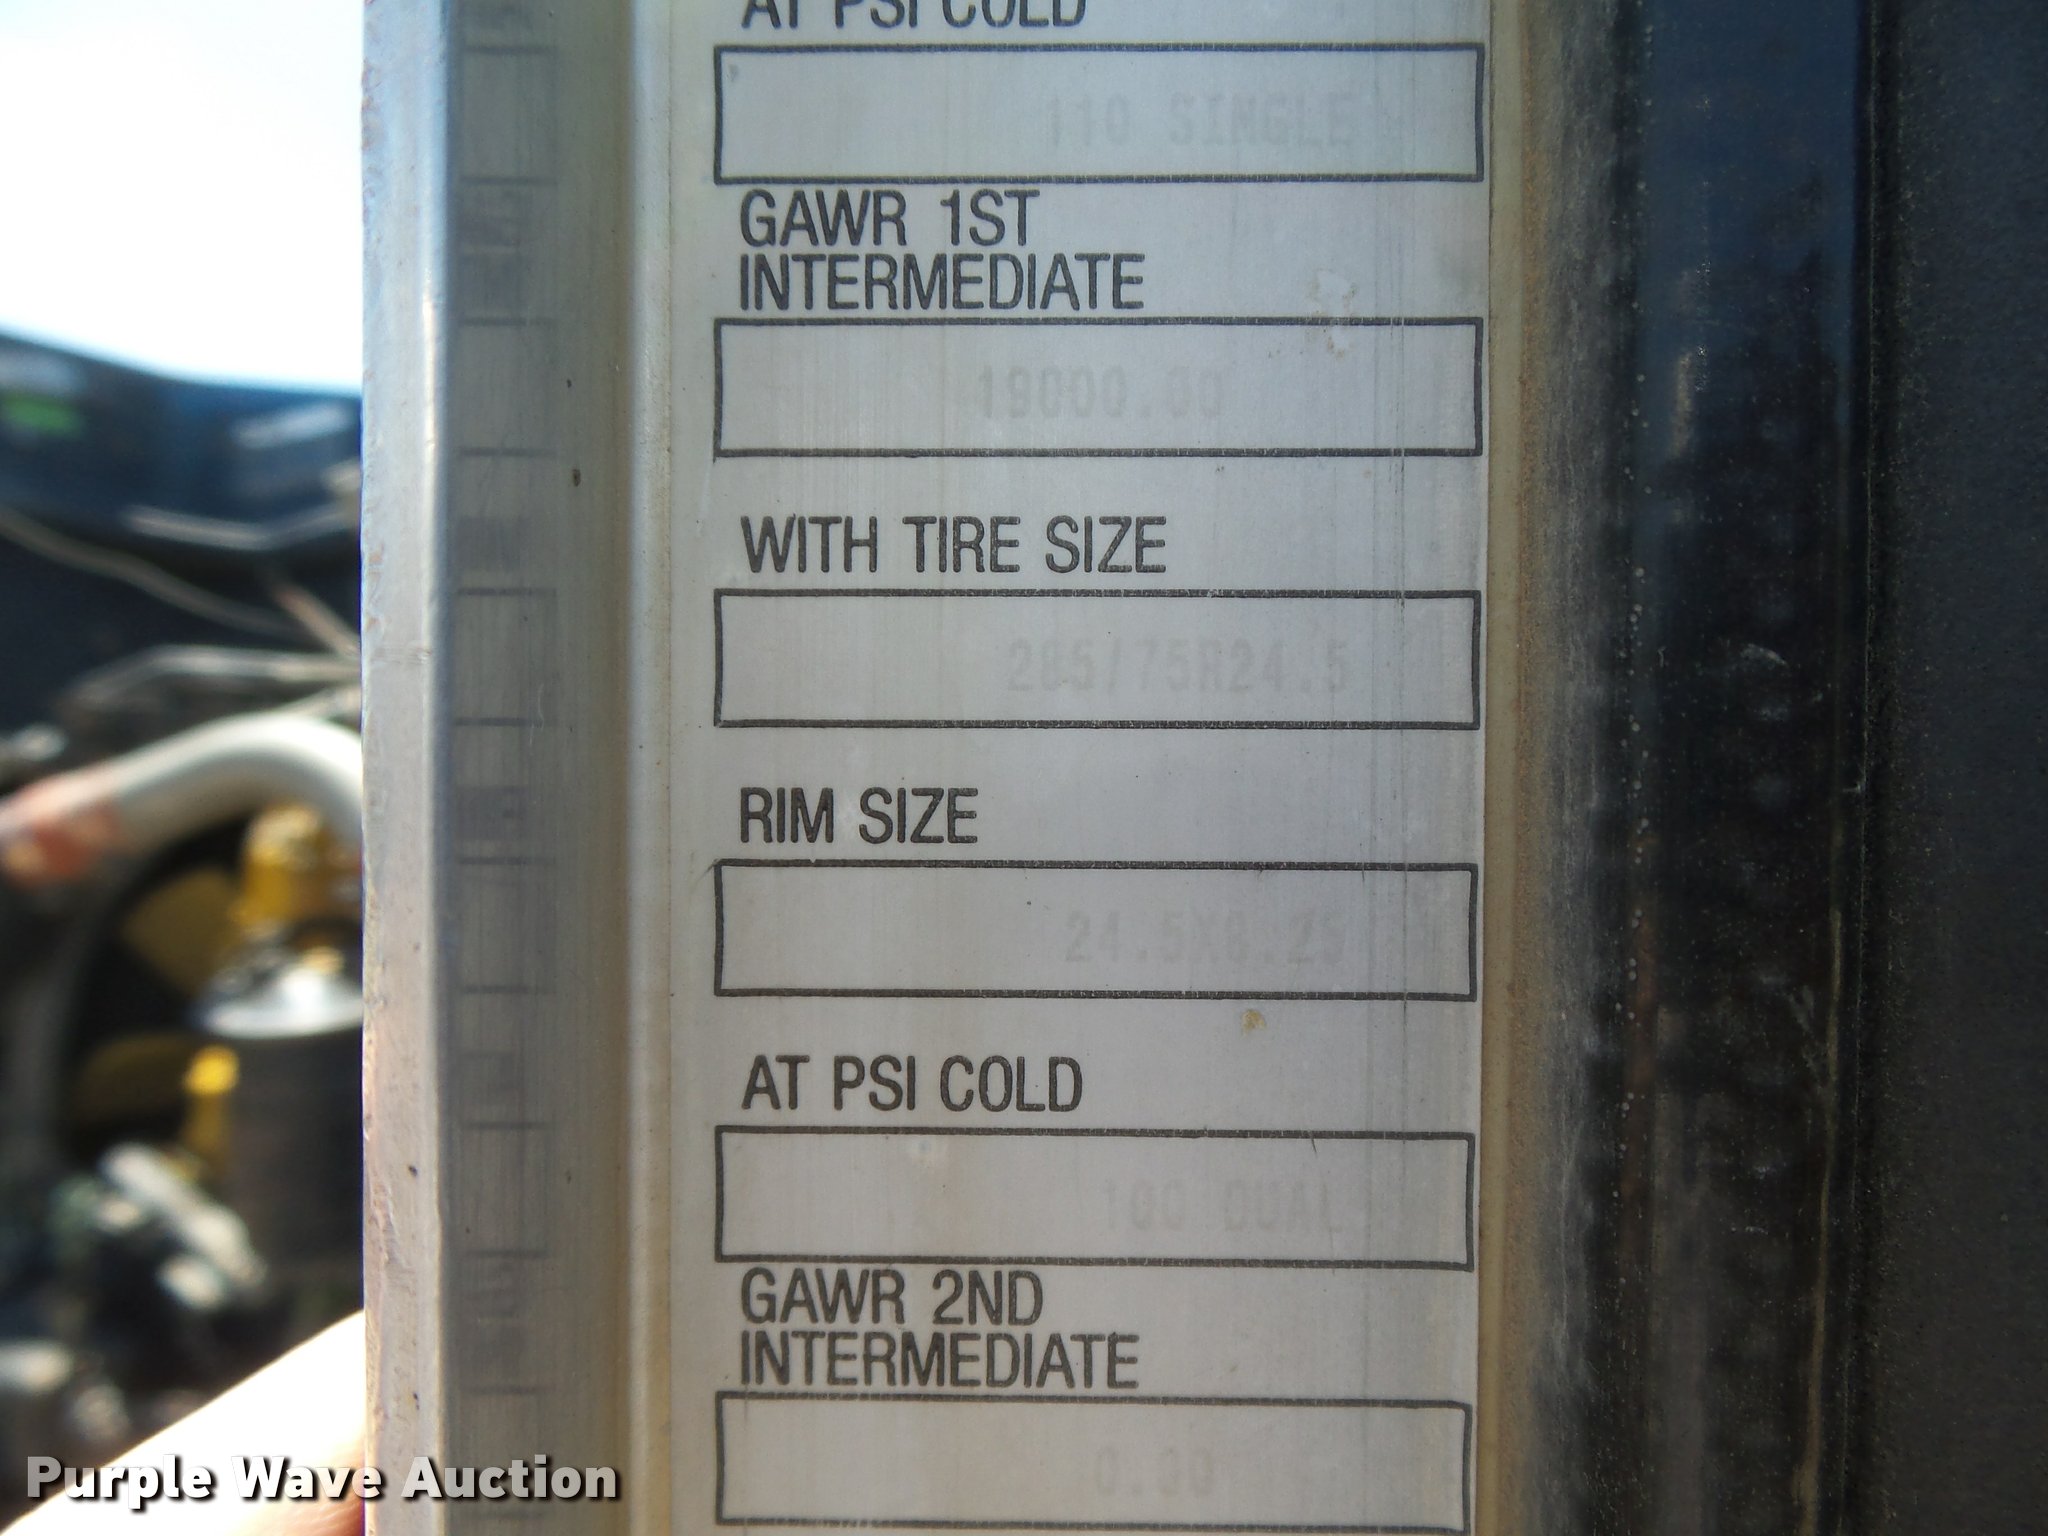 AT PSI COLD
110 SINGLE
GAWR 1ST
INTERMEDIATE
19000.00
WITH TIRE SIZE
285/75R24.5
RIM SIZE
24.5X8.25
AT PSI COLD
100 DUAL
GAWR 2ND
INTERMEDIATE
0.00
Purple Wave Auction